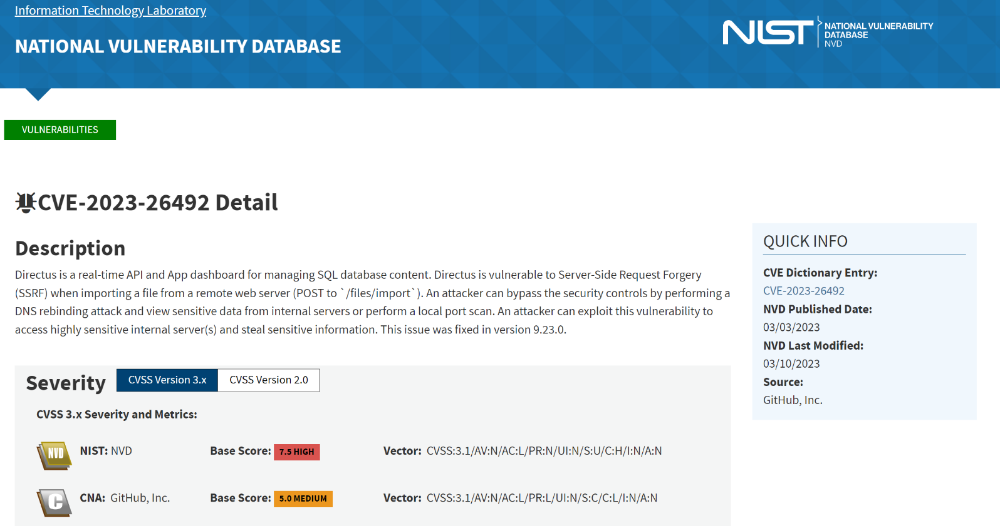 Information Technology Laboratory
NATIONAL VULNERABILITY DATABASE
NIST
NATIONAL VULNERABILITY
DATABASE
NVD
VULNERABILITIES
CVE-2023-26492 Detail
Description
Directus is a real-time API and App dashboard for managing SQL database content. Directus is vulnerable to Server-Side Request Forgery
(SSRF) when importing a file from a remote web server (POST to `/files/import`). An attacker can bypass the security controls by performing a
DNS rebinding attack and view sensitive data from internal servers or perform a local port scan. An attacker can exploit this vulnerability to
access highly sensitive internal server(s) and steal sensitive information. This issue was fixed in version 9.23.0.
Severity
CVSS Version 3.x
CVSS Version 2.0
CVSS 3.x Severity and Metrics:
NVD
NIST: NVD
Base Score: 7.5 HIGH
Vector: CVSS:3.1/AV:N/AC:L/PR:N/UI:N/S:U/C:H/I:N/A:N
C
CNA: GitHub, Inc.
Base Score: 5.0 MEDIUM
Vector: CVSS:3.1/AV:N/AC:L/PR:L/UI:N/S:C/C:L/I:N/A:N
QUICK INFO
CVE Dictionary Entry:
CVE-2023-26492
NVD Published Date:
03/03/2023
NVD Last Modified:
03/10/2023
Source:
GitHub, Inc.